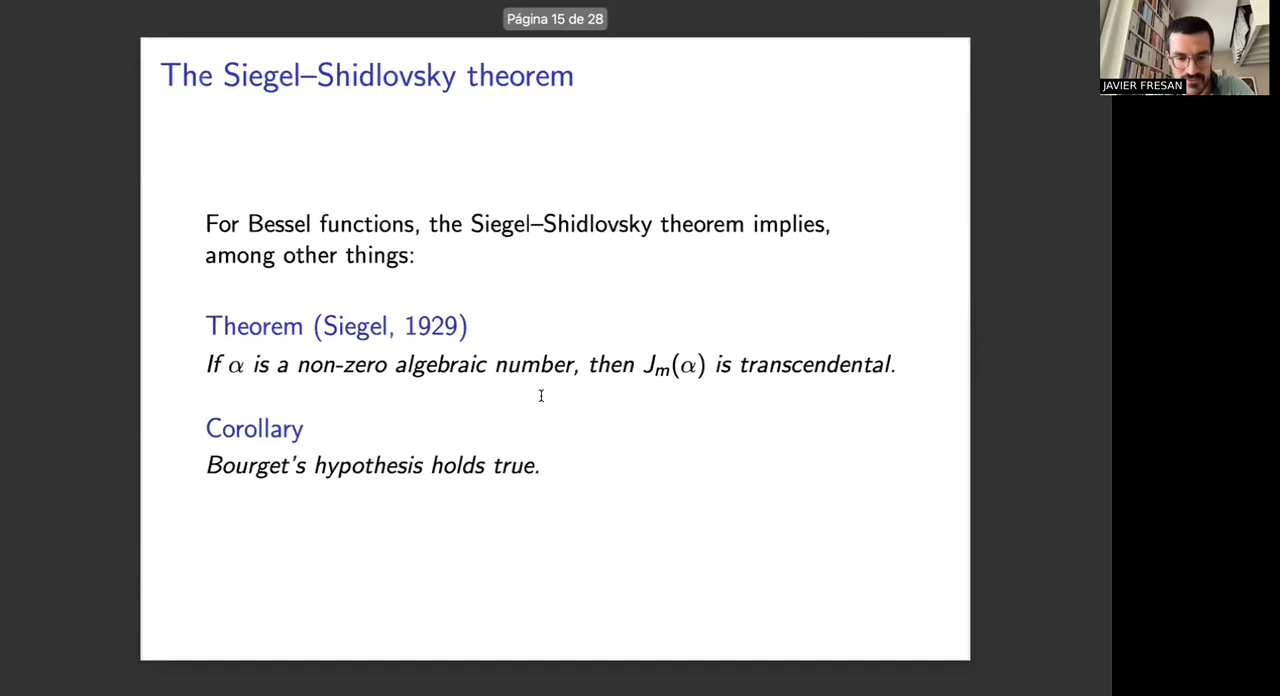 Página 15 de 28
The Siegel–Shidlovsky theorem
JAVIER FRESAN
For Bessel functions, the Siegel–Shidlovsky theorem implies,
among other things:
Theorem (Siegel, 1929)
If α is a non-zero algebraic number, then Jₘ(α) is transcendental.
Corollary
Bourget's hypothesis holds true.